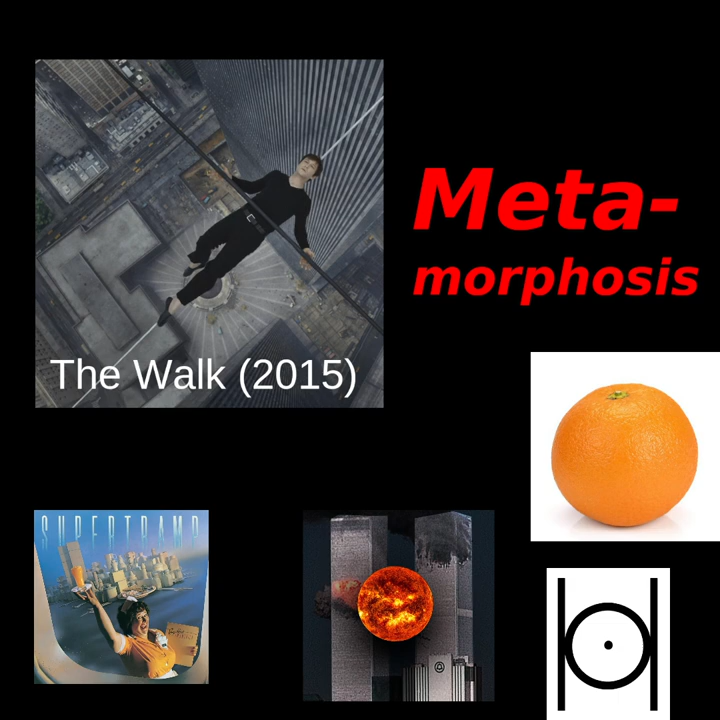 Meta-
morphosis
The Walk (2015)
SUPERTRAMP